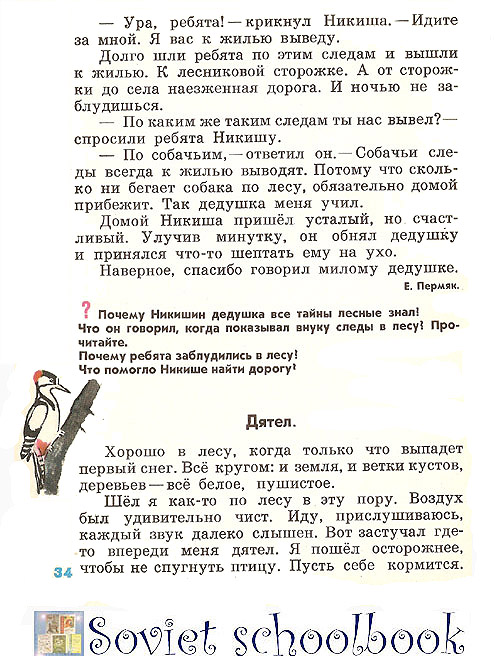 — Ура, ребята! — крикнул Никиша. — Идите
за мной. Я вас к жилью выведу.
Долго шли ребята по этим следам и вышли
к жилью. К лесниковой сторожке. А от сторож-
ки до села наезженная дорога. И ночью не за-
блудишься.
— По каким же таким следам ты нас вывел? —
спросили ребята Никишу.
— По собачьим, — ответил он. — Собачьи сле-
ды всегда к жилью выводят. Потому что сколь-
ко ни бегает собака по лесу, обязательно домой
прибежит. Так дедушка меня учил.
Домой Никиша пришёл усталый, но счаст-
ливый. Улучив минутку, он обнял дедушку
и принялся что-то шептать ему на ухо.
Наверное, спасибо говорил милому дедушке.
Е. Пермяк.
? Почему Никишин дедушка все тайны лесные знал?
Что он говорил, когда показывал внуку следы в лесу? Про-
читайте.
Почему ребята заблудились в лесу?
Что помогло Никише найти дорогу?
Дятел.
Хорошо в лесу, когда только что выпадет
первый снег. Всё кругом: и земля, и ветки кустов,
деревьев — всё белое, пушистое.
Шёл я как-то по лесу в эту пору. Воздух
был удивительно чист. Иду, прислушиваюсь,
каждый звук далеко слышен. Вот застучал где-
то впереди меня дятел. Я пошёл осторожнее,
чтобы не спугнуть птицу. Пусть себе кормится.
34
Soviet schoolbook